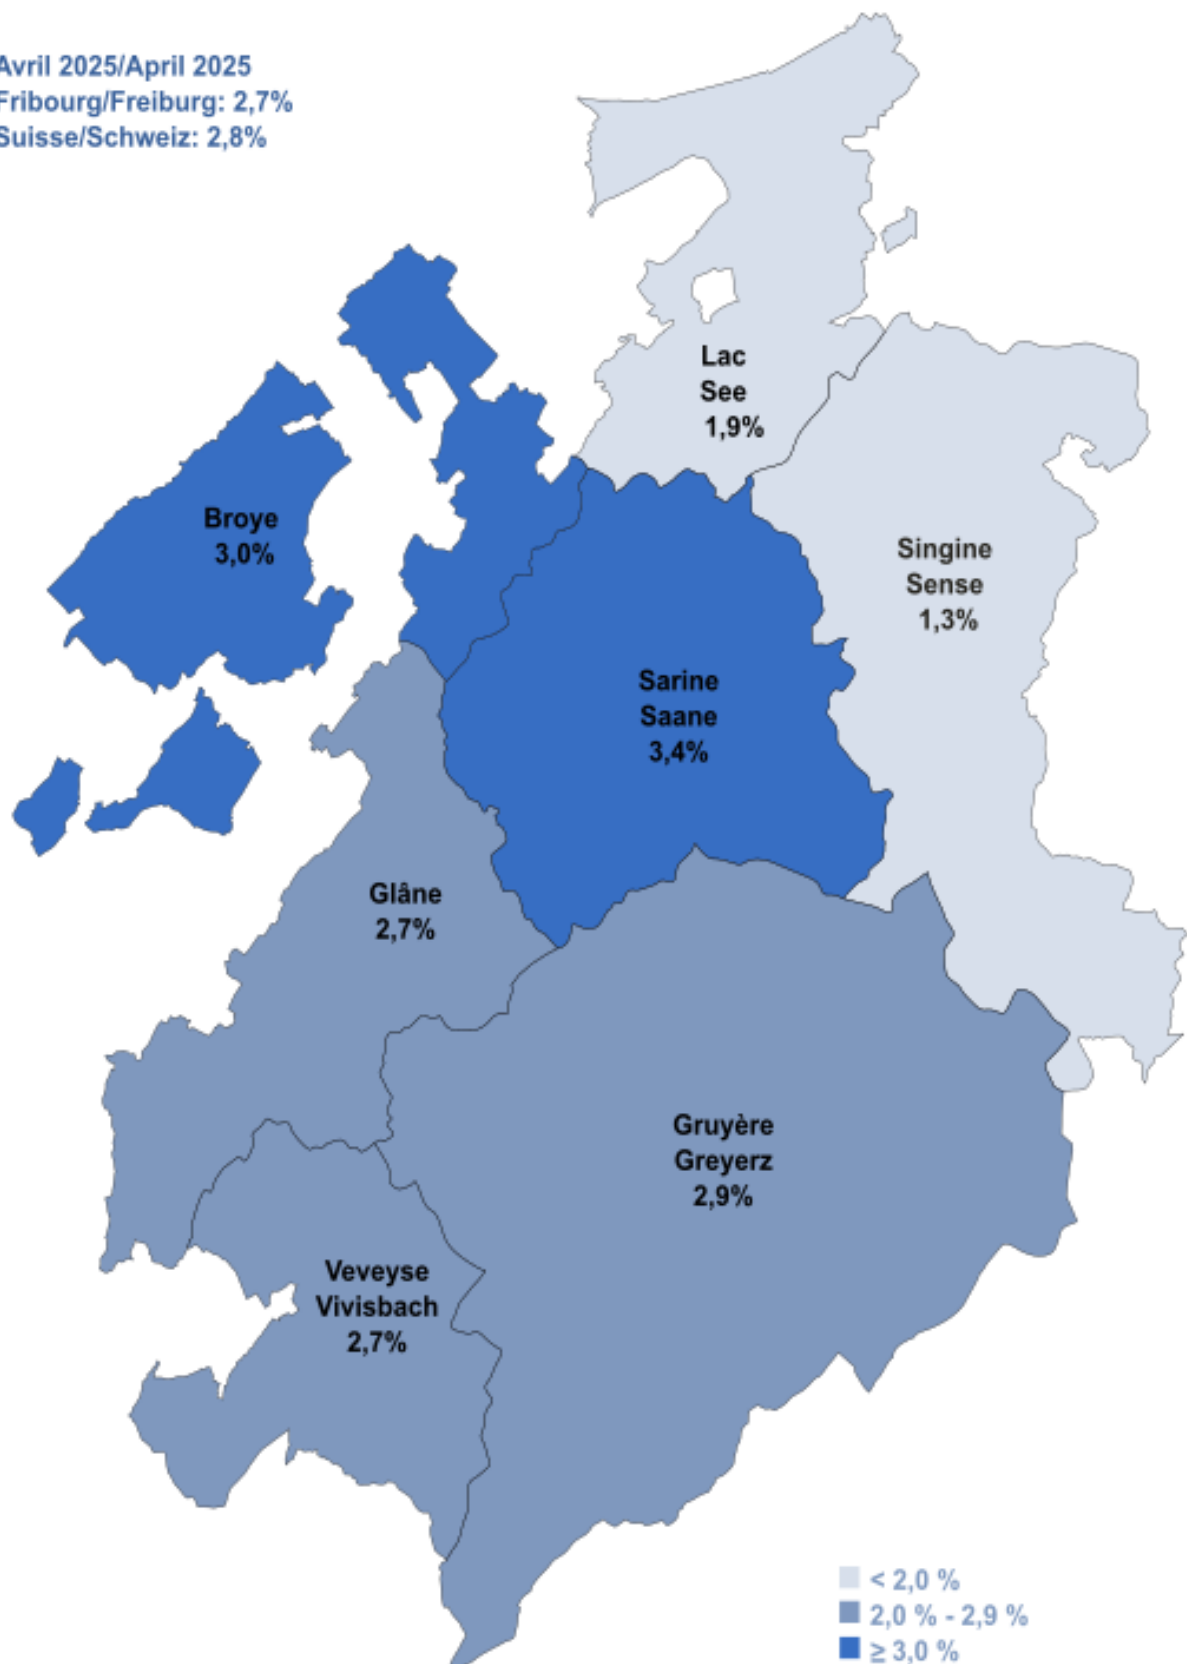 Avril 2025/April 2025
Fribourg/Freiburg: 2,7%
Suisse/Schweiz: 2,8%
Lac
See
1,9%
Broye
3,0%
Singine
Sense
1,3%
Sarine
Saane
3,4%
Glâne
2,7%
Gruyère
Greyerz
2,9%
Veveyse
Vivisbach
2,7%
< 2,0 %
2,0 % - 2,9 %
≥ 3,0 %